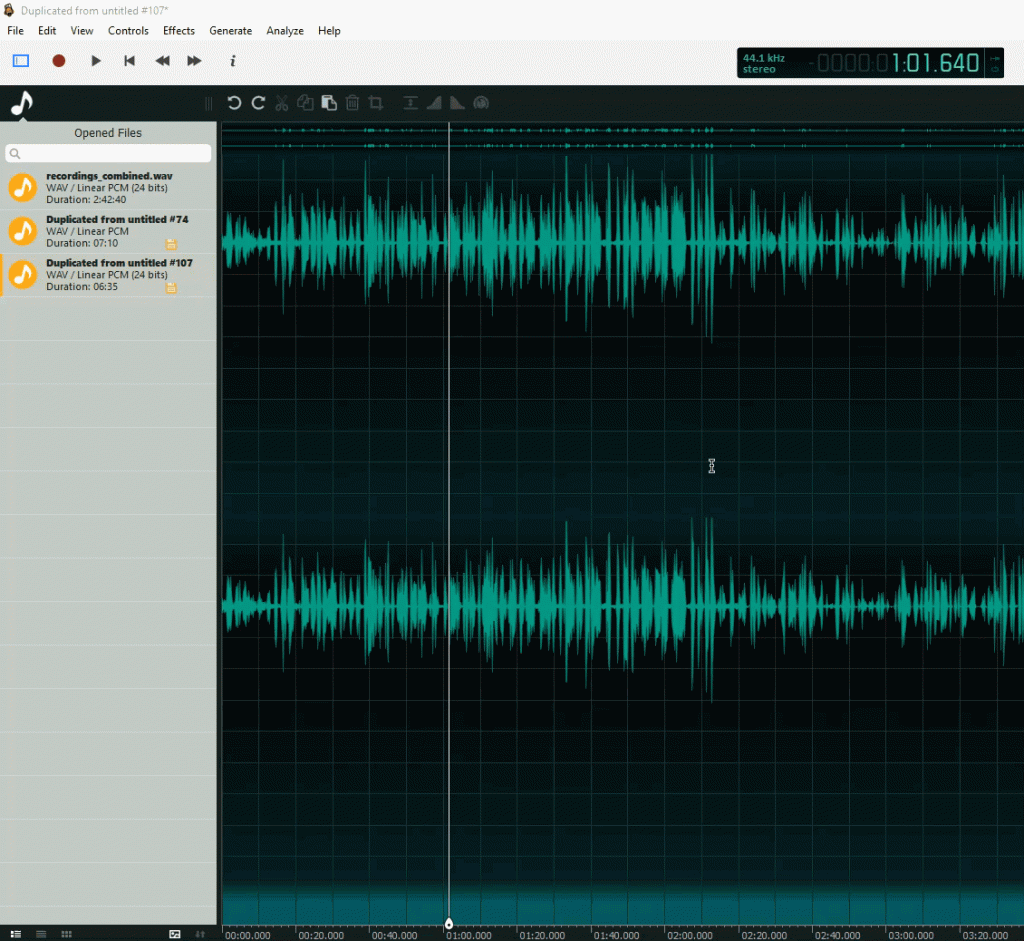 Duplicated from untitled #107*
File Edit View Controls Effects Generate Analyze Help
44.1 kHz
stereo
-0000:01:01.640
Opened Files
recordings_combined.wav
WAV / Linear PCM (24 bits)
Duration: 2:42:40
Duplicated from untitled #74
WAV / Linear PCM
Duration: 07:10
Duplicated from untitled #107
WAV / Linear PCM (24 bits)
Duration: 06:35
00:00.000 00:20.000 00:40.000 01:00.000 01:20.000 01:40.000 02:00.000 02:20.000 02:40.000 03:00.000 03:20.000